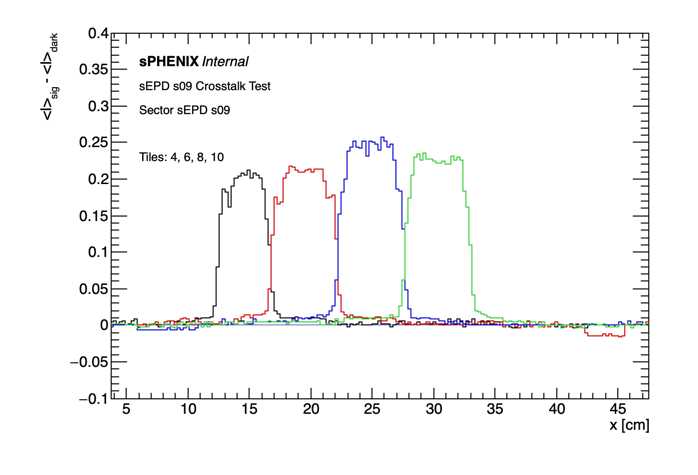 0.4
sPHENIX Internal
0.35
sEPD s09 Crosstalk Test
0.3
Sector sEPD s09
0.25
Tiles: 4, 6, 8, 10
0.2
0.15
0.1
0.05
0
−0.05
−0.1
<I>sig - <I>dark
5 10 15 20 25 30 35 40 45
x [cm]